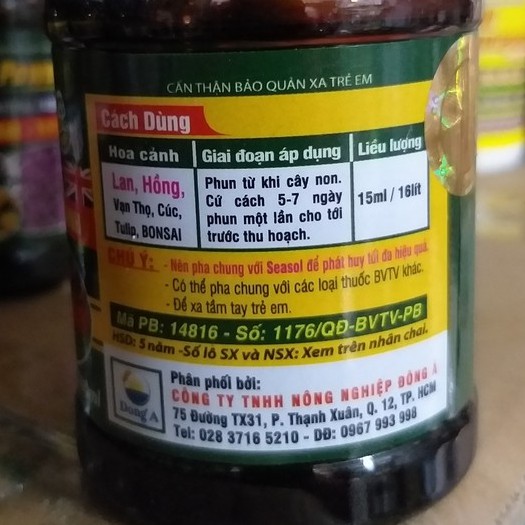 CẨN THẬN BẢO QUẢN XA TRẺ EM
Cách Dùng
Hoa cảnh Giai đoạn áp dụng Liều lượng
Lan, Hồng,
Vạn Thọ, Cúc,
Tulip, BONSAI
Phun từ khi cây non.
Cứ cách 5-7 ngày
phun một lần cho tới
trước thu hoạch.
15ml / 16lít
CHÚ Ý: - Nên pha chung với Seasol để phát huy tối đa hiệu quả.
- Có thể pha chung với các loại thuốc BVTV khác.
- Để xa tầm tay trẻ em.
Mã PB: 14816 - Số: 1176/QĐ-BVTV-PB
HSD: 5 năm -Số lô SX và NSX: Xem trên nhãn chai.
Đông Á
Phân phối bởi:
CÔNG TY TNHH NÔNG NGHIỆP ĐÔNG Á
75 Đường TX31, P. Thạnh Xuân, Q. 12, TP. HCM
Tel: 028 3716 5210 - DĐ: 0967 993 998